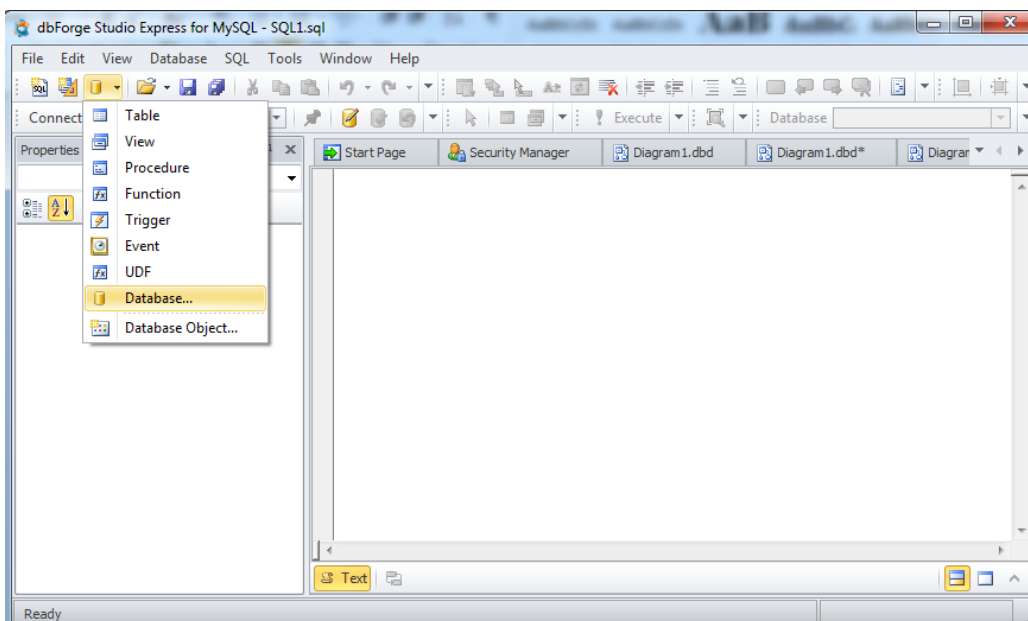 dbForge Studio Express for MySQL - SQL1.sql
File Edit View Database SQL Tools Window Help
Connect Execute Database
Properties
Start Page Security Manager Diagram1.dbd Diagram1.dbd* Diagran
Table
View
Procedure
Function
Trigger
Event
UDF
Database...
Database Object...
Text
Ready